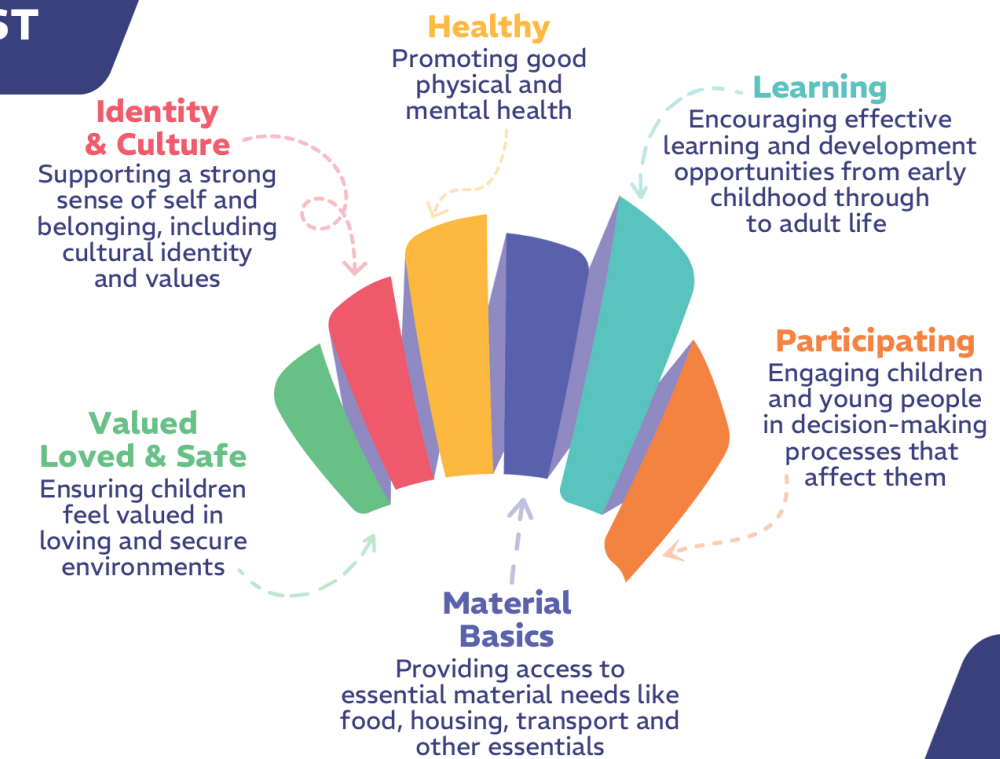 ST
Healthy
Promoting good
physical and
mental health
Identity
& Culture
Supporting a strong
sense of self and
belonging, including
cultural identity
and values
Learning
Encouraging effective
learning and development
opportunities from early
childhood through
to adult life
Valued
Loved & Safe
Ensuring children
feel valued in
loving and secure
environments
Participating
Engaging children
and young people
in decision-making
processes that
affect them
Material
Basics
Providing access to
essential material needs like
food, housing, transport and
other essentials